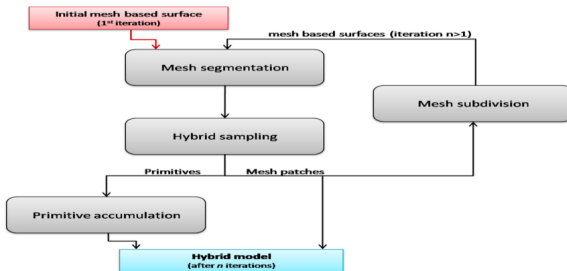 Initial mesh based surface
(1st iteration)
mesh based surfaces (iteration n>1)
Mesh segmentation
Mesh subdivision
Hybrid sampling
Primitives
Mesh patches
Primitive accumulation
Hybrid model
(after n iterations)